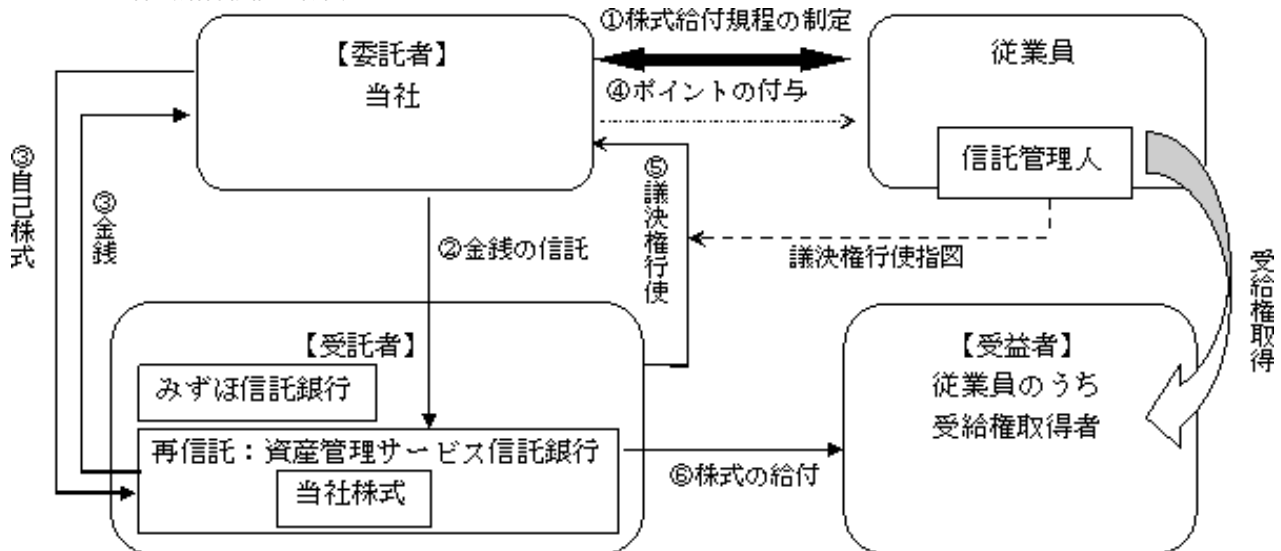 ①株式給付規程の制定
【委託者】
当社
従業員
④ポイントの付与
信託管理人
③自己株式
③金銭
②金銭の信託
⑤議決権行使
議決権行使指図
受給権取得
【受託者】
みずほ信託銀行
再信託：資産管理サービス信託銀行
当社株式
⑥株式の給付
【受益者】
従業員のうち
受給権取得者